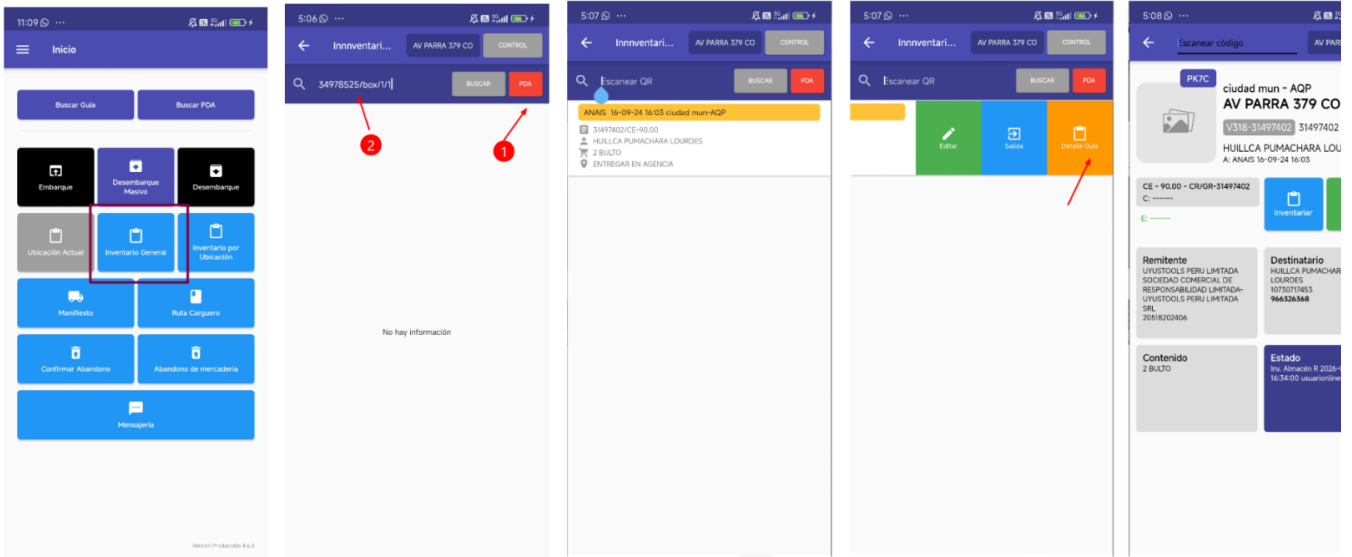 11:09
Inicio
Buscar Guía
Buscar PDA
Embarque
Desembarque
Masivo
Desembarque
Ubicación Actual
Inventario General
Inventario por
Ubicación
Manifiesto
Ruta Carguero
Confirmar Abandono
Abandono de mercadería
Mensajería
5:06
Innnventari...
AV PARRA 379 CO
CONTROL
34978525/box/1/1
BUSCAR
PDA
2
1
No hay información
5:07
Innnventari...
AV PARRA 379 CO
CONTROL
Escanear QR
BUSCAR
PDA
ANAIS 16-09-24 16:03 ciudad mun-AQP
31497402/CE-90.00
HUILLCA PUMACHARA LOURDES
2 BULTO
ENTREGAR EN AGENCIA
5:07
Innnventari...
AV PARRA 379 CO
CONTROL
Escanear QR
BUSCAR
PDA
Editar
Salida
Detalle Guía
5:08
Escanear código
AV PAR
PK7C
ciudad mun - AQP
AV PARRA 379 CO
V318-31497402 31497402
HUILLCA PUMACHARA LOU
A: ANAIS 16-09-24 16:03
CE - 90.00 - CR/GR-31497402
C: ------
E: ------
Inventariar
Remitente
UYUSTOOLS PERU LIMITADA
SOCIEDAD COMERCIAL DE
RESPONSABILIDAD LIMITADA-
UYUSTOOLS PERU LIMITADA
SRL
20518202406
Destinatario
HUILLCA PUMACHAR
LOURDES
10730717453
966326368
Contenido
2 BULTO
Estado
Inv. Almacén R 2026-
16:34:00 usuarionline